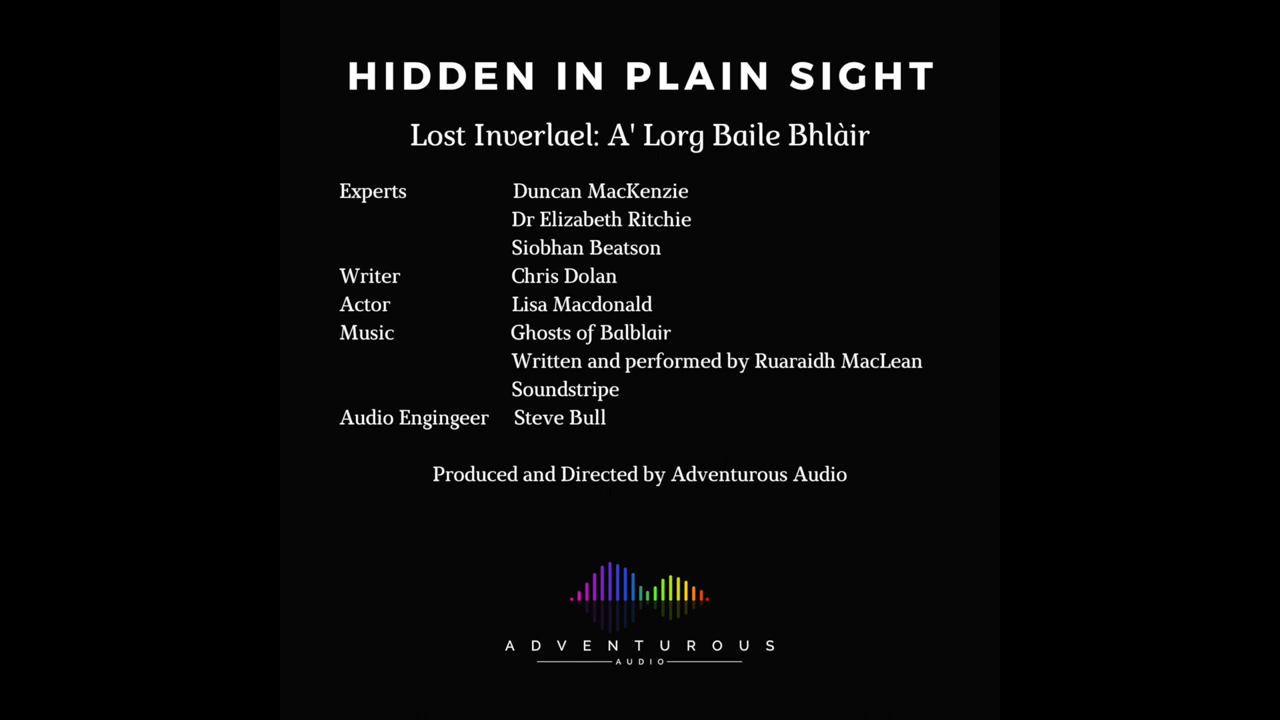 HIDDEN IN PLAIN SIGHT
Lost Inverlael: A' Lorg Baile Bhlàir
Experts Duncan MacKenzie
Dr Elizabeth Ritchie
Siobhan Beatson
Writer Chris Dolan
Actor Lisa Macdonald
Music Ghosts of Balblair
Written and performed by Ruaraidh MacLean
Soundstripe
Audio Engingeer Steve Bull
Produced and Directed by Adventurous Audio
ADVENTUROUS
AUDIO